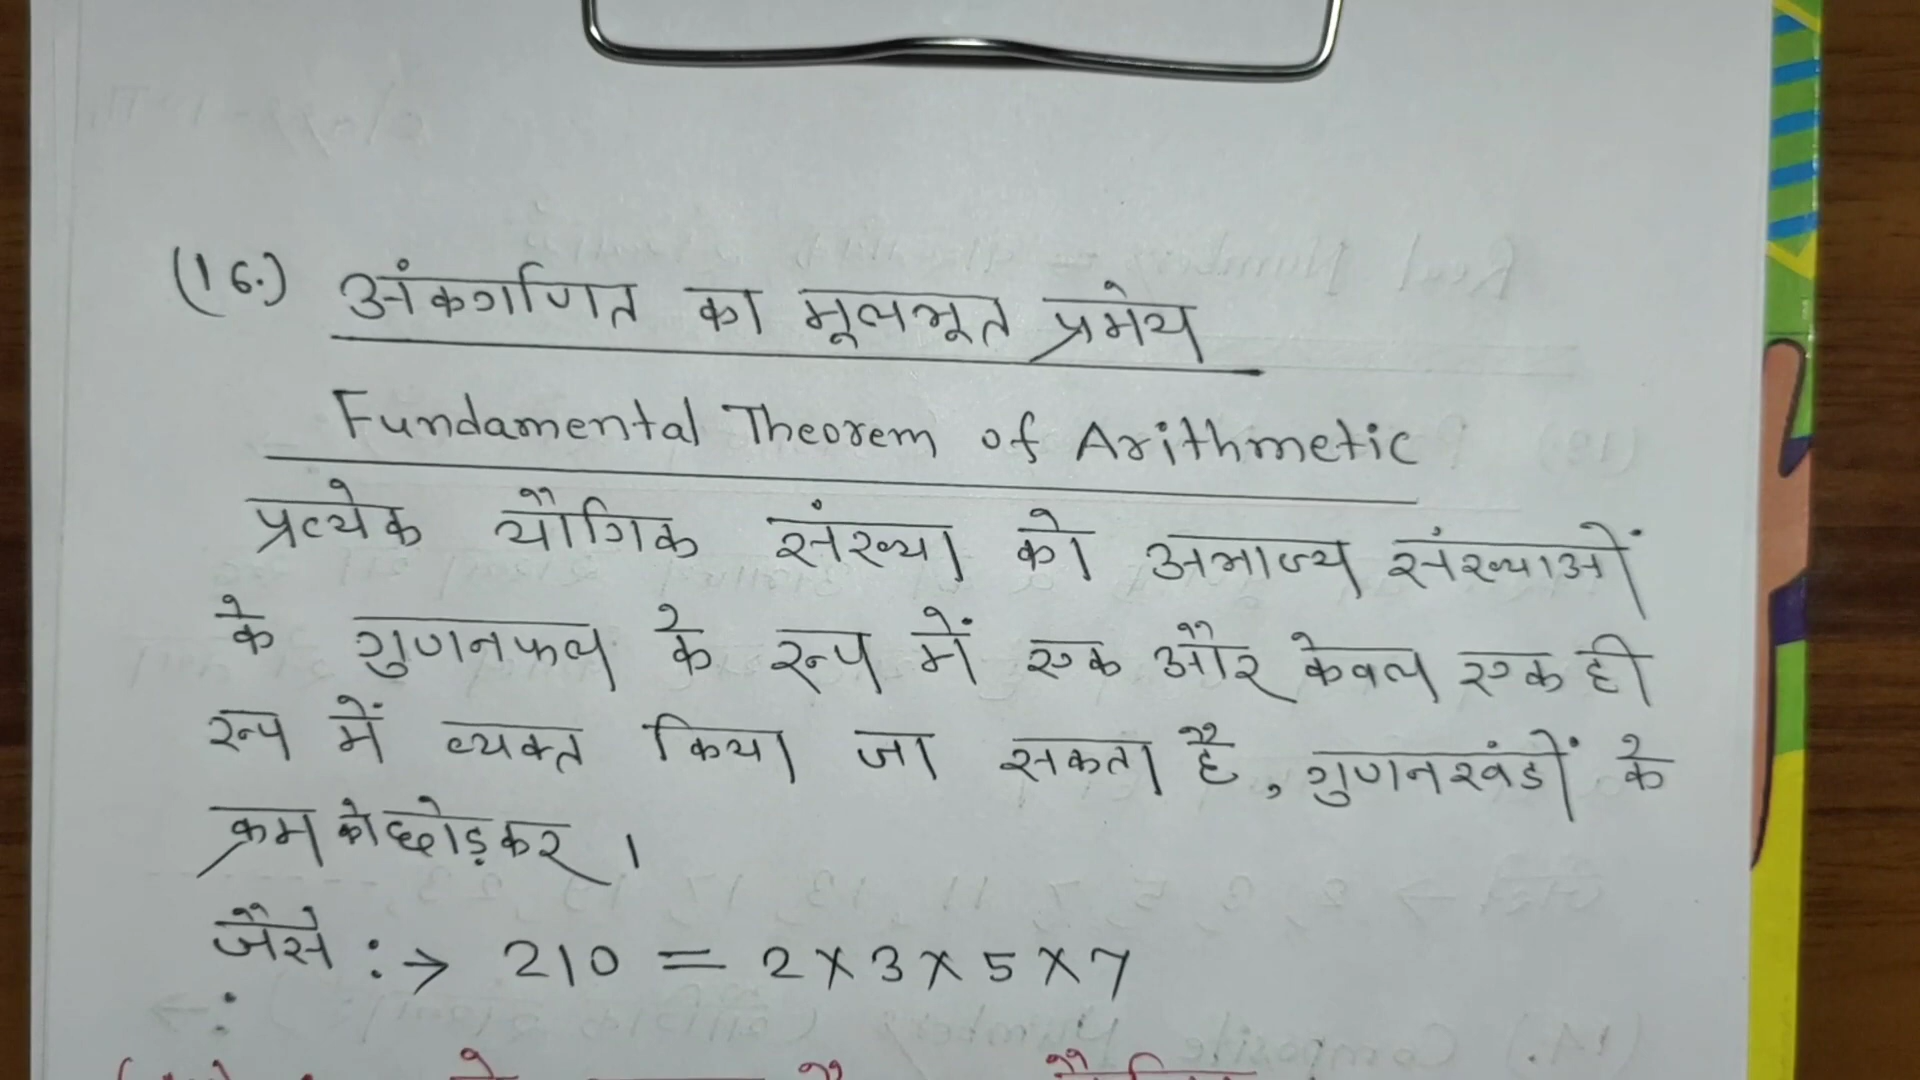 (16.) अंकगणित का मूलभूत प्रमेय
Fundamental Theorem of Arithmetic
प्रत्येक यौगिक संख्या को अभाज्य संख्याओं
के गुणनफल के रूप में एक और केवल एक ही
रूप में व्यक्त किया जा सकता है, गुणनखंडों के
क्रम को छोड़कर ।
जैसे :→ 210 = 2×3×5×7